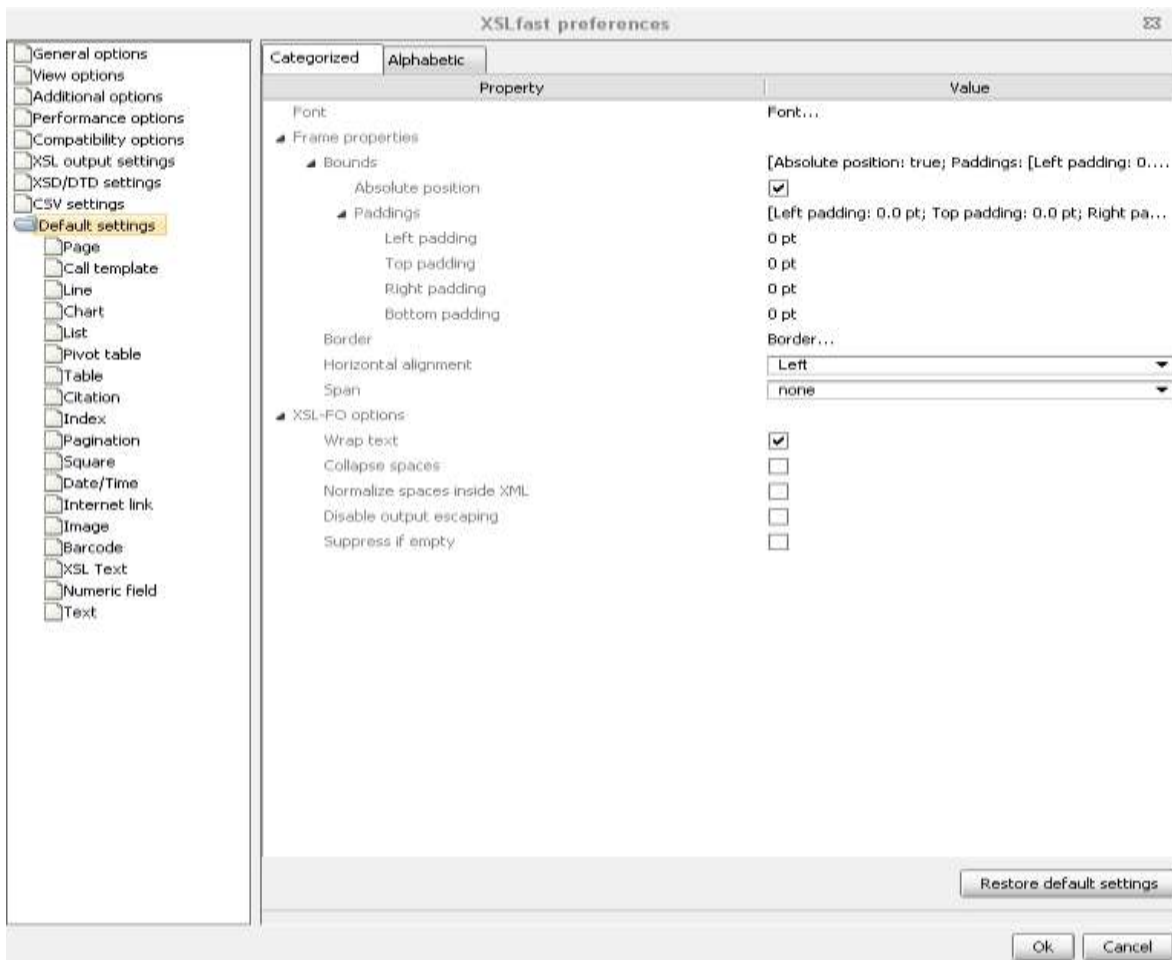 XSLfast preferences
General options
View options
Additional options
Performance options
Compatibility options
XSL output settings
XSD/DTD settings
CSV settings
Default settings
Page
Call template
Line
Chart
List
Pivot table
Table
Citation
Index
Pagination
Square
Date/Time
Internet link
Image
Barcode
XSL Text
Numeric field
Text
Categorized Alphabetic
Property Value
Font Font...
Frame properties
Bounds [Absolute position: true; Paddings: [Left padding: 0....
Absolute position
Paddings [Left padding: 0.0 pt; Top padding: 0.0 pt; Right pa...
Left padding 0 pt
Top padding 0 pt
Right padding 0 pt
Bottom padding 0 pt
Border Border...
Horizontal alignment Left
Span none
XSL-FO options
Wrap text
Collapse spaces
Normalize spaces inside XML
Disable output escaping
Suppress if empty
Restore default settings
Ok Cancel